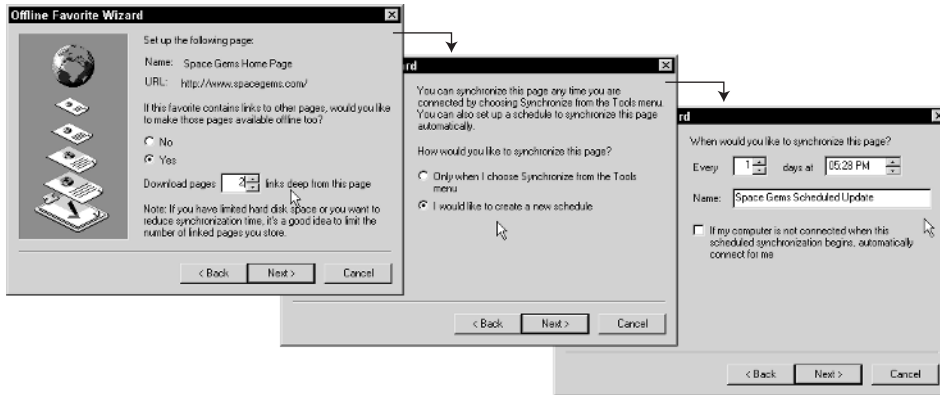 Offline Favorite Wizard
Set up the following page:
Name: Space Gems Home Page
URL: http://www.spacegems.com/
If this favorite contains links to other pages, would you like
to make those pages available offline too?
No
Yes
Download pages 2 links deep from this page
Note: If you have limited hard disk space or you want to
reduce synchronization time, it's a good idea to limit the
number of linked pages you store.
< Back Next > Cancel
rd
You can synchronize this page any time you are
connected by choosing Synchronize from the Tools menu.
You can also set up a schedule to synchronize this page
automatically.
How would you like to synchronize this page?
Only when I choose Synchronize from the Tools
menu
I would like to create a new schedule
< Back Next > Cancel
rd
When would you like to synchronize this page?
Every 1 days at 05:28 PM
Name: Space Gems Scheduled Update
If my computer is not connected when this
scheduled synchronization begins, automatically
connect for me
< Back Next > Cancel